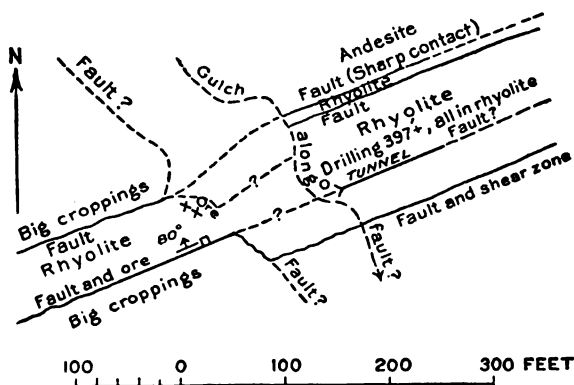 N
Andesite
Fault (Sharp contact)
Rhyolite
Fault
Rhyolite
Drilling 397+, all in rhyolite
Fault?
TUNNEL
Fault?
Gulch
along
Ore
?
?
Big croppings
Fault
Rhyolite
80°
Fault and ore
Big croppings
Fault and shear zone
Fault?
Fault?
100 0 100 200 300 FEET